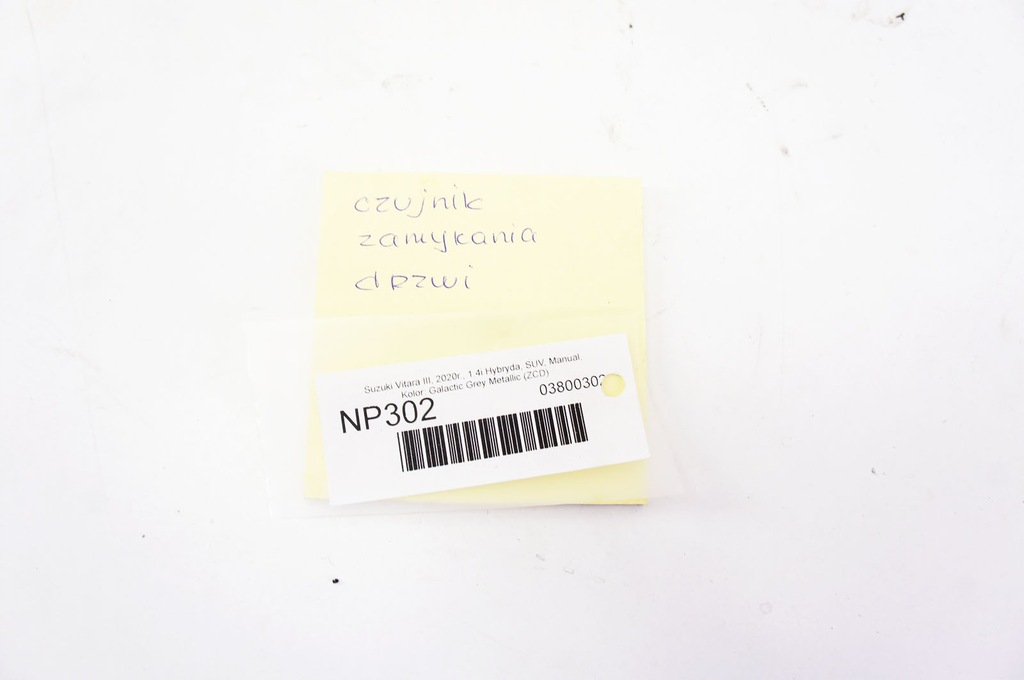 czujnik
zamykania
drzwi
Suzuki Vitara III, 2020r., 1.4i Hybryda, SUV, Manual,
Kolor: Galactic Grey Metallic (ZCD)
03800302
NP302